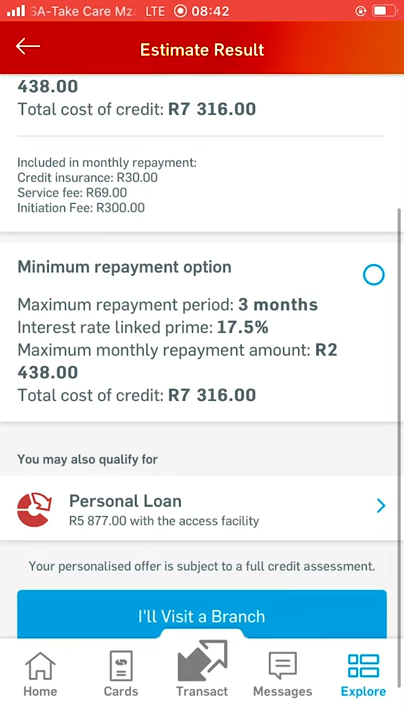 SA-Take Care Mz LTE 08:42
Estimate Result
438.00
Total cost of credit: R7 316.00
Included in monthly repayment:
Credit insurance: R30.00
Service fee: R69.00
Initiation Fee: R300.00
Minimum repayment option
Maximum repayment period: 3 months
Interest rate linked prime: 17.5%
Maximum monthly repayment amount: R2
438.00
Total cost of credit: R7 316.00
You may also qualify for
Personal Loan
R5 877.00 with the access facility
Your personalised offer is subject to a full credit assessment.
I'll Visit a Branch
Home Cards Transact Messages Explore